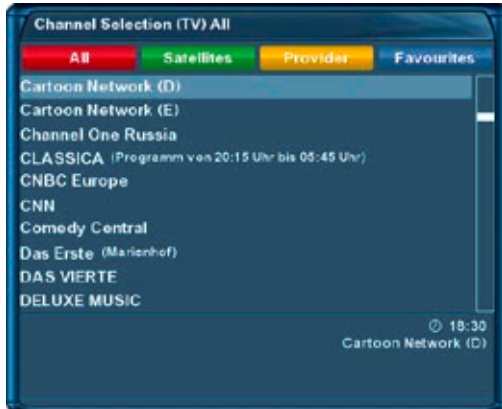 Channel Selection (TV) All
All Satellites Provider Favourites
Cartoon Network (D)
Cartoon Network (E)
Channel One Russia
CLASSICA (Programm von 20:15 Uhr bis 05:45 Uhr)
CNBC Europe
CNN
Comedy Central
Das Erste (Marienhof)
DAS VIERTE
DELUXE MUSIC
18:30
Cartoon Network (D)